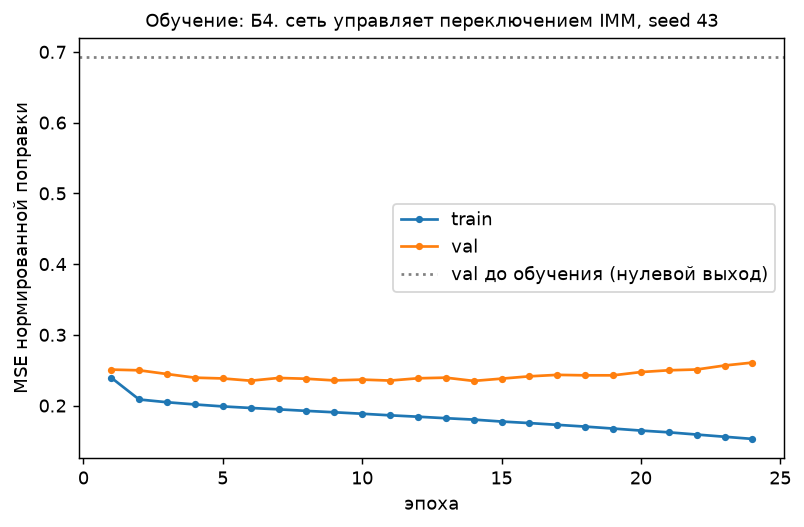 Обучение: Б4. сеть управляет переключением IMM, seed 43
MSE нормированной поправки
0.7
0.6
0.5
0.4
0.3
0.2
train
val
val до обучения (нулевой выход)
0
5
10
15
20
25
эпоха